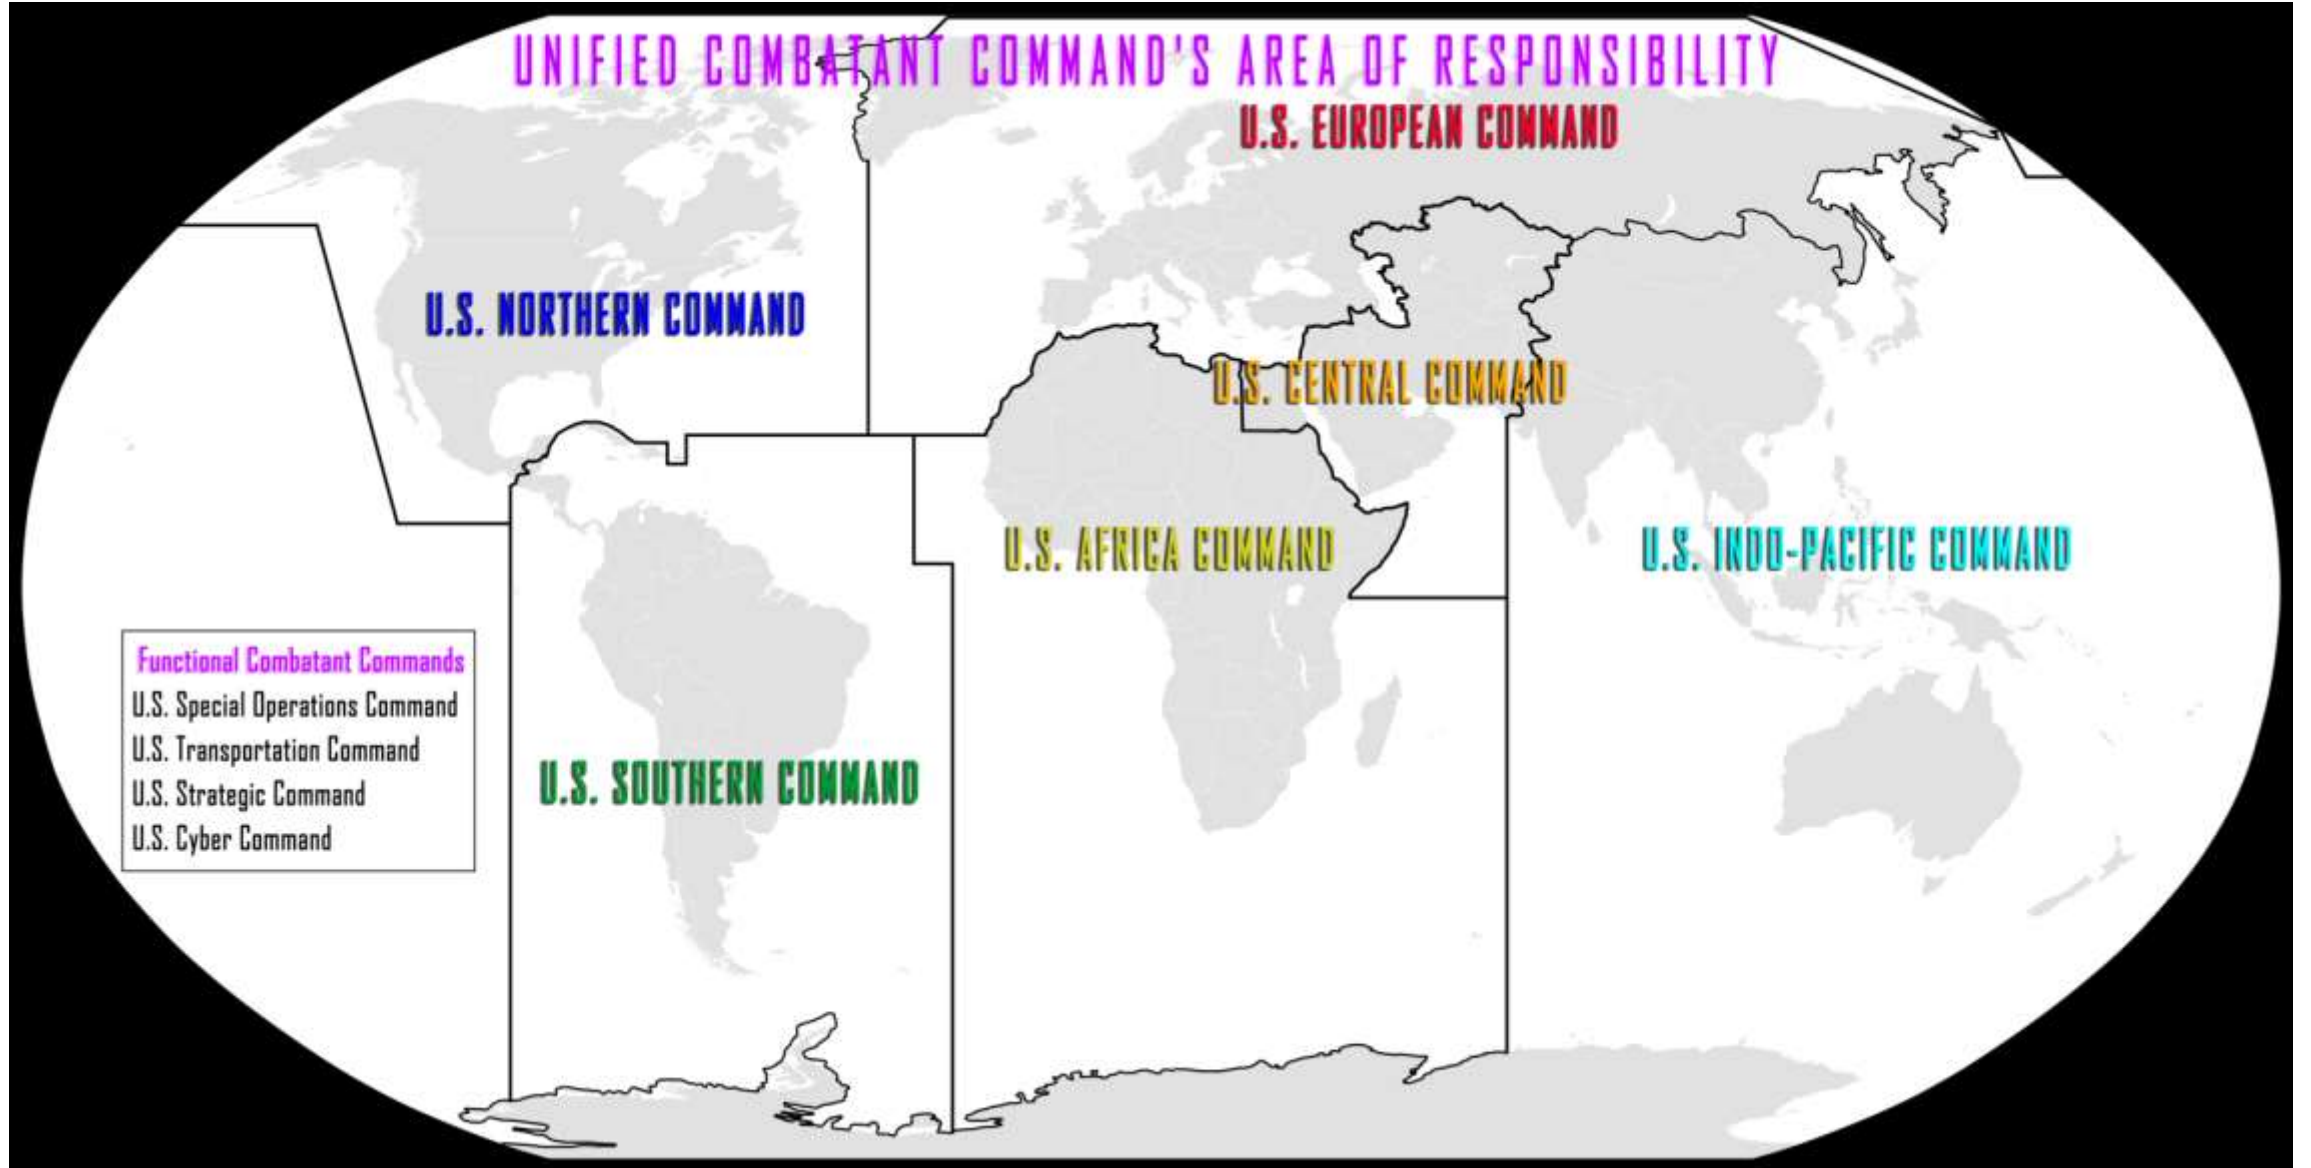 UNIFIED COMBATANT COMMAND'S AREA OF RESPONSIBILITY
U.S. EUROPEAN COMMAND
U.S. NORTHERN COMMAND
U.S. CENTRAL COMMAND
U.S. AFRICA COMMAND
U.S. INDO-PACIFIC COMMAND
U.S. SOUTHERN COMMAND
Functional Combatant Commands
U.S. Special Operations Command
U.S. Transportation Command
U.S. Strategic Command
U.S. Cyber Command